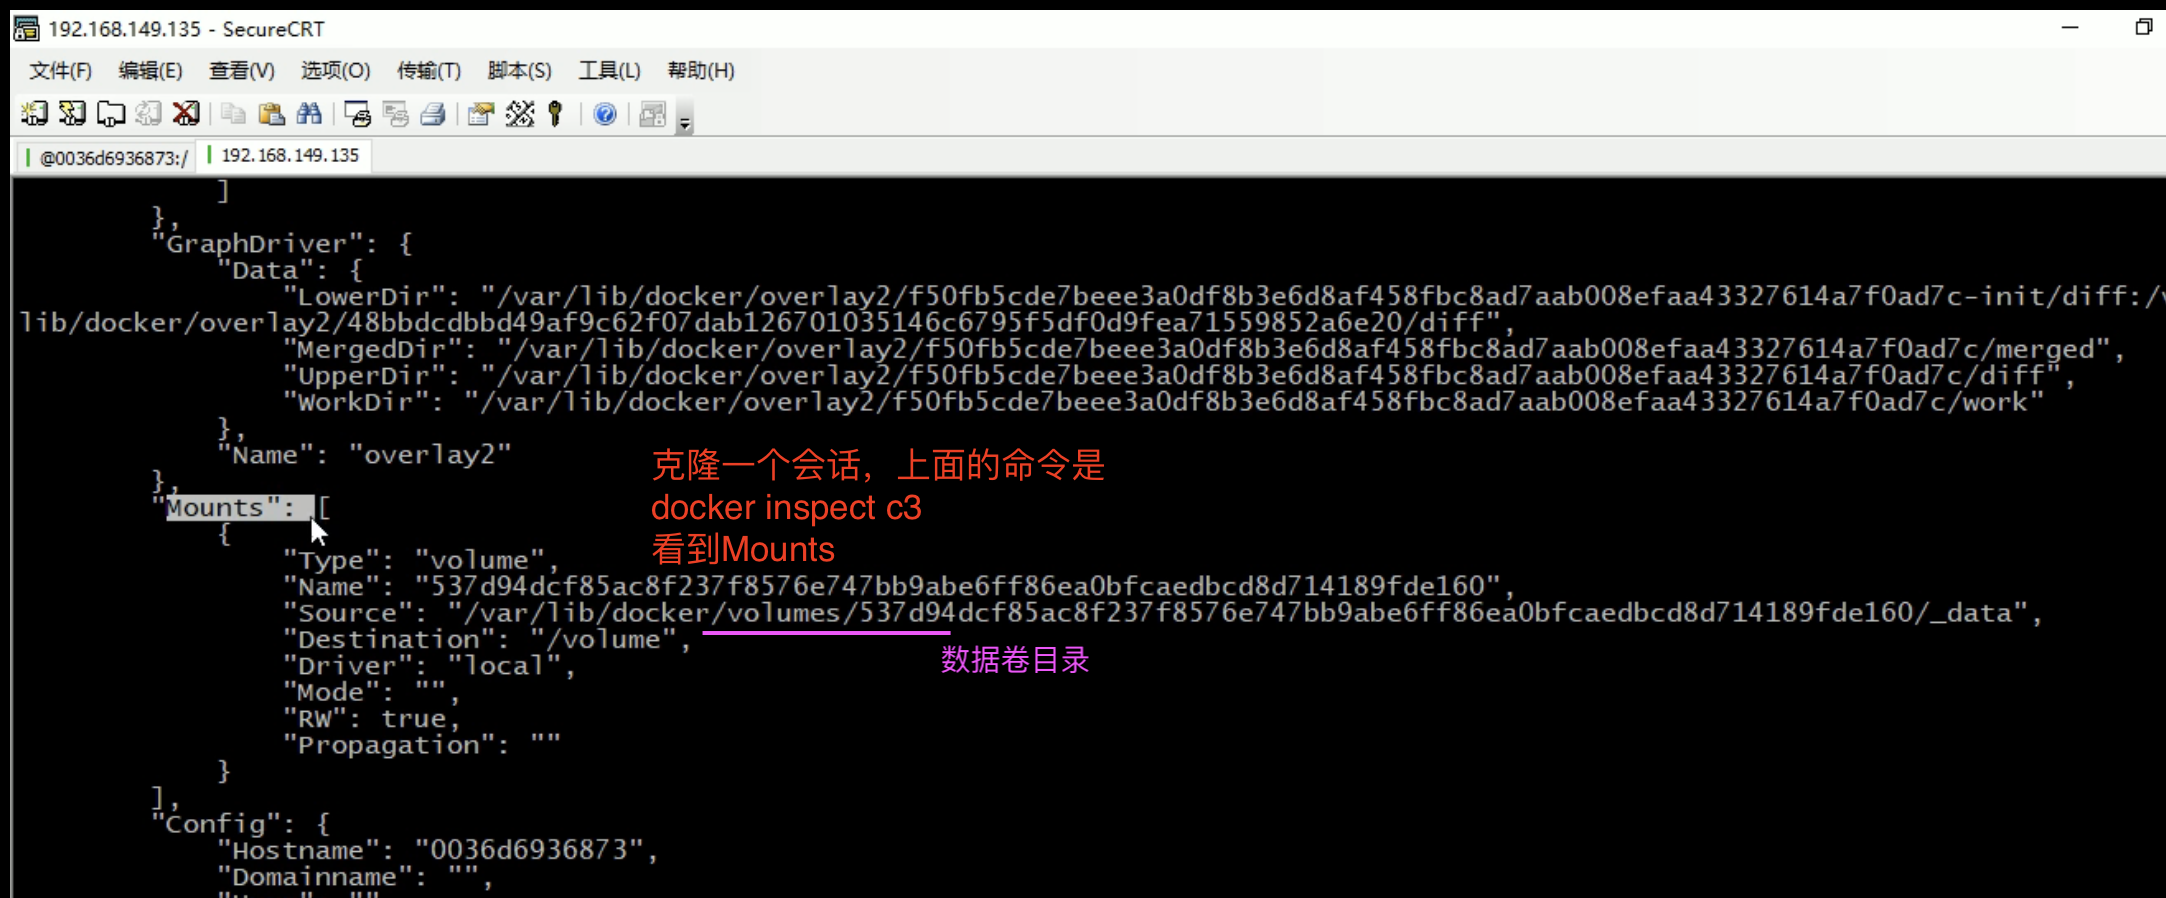 192.168.149.135 - SecureCRT
文件(F) 编辑(E) 查看(V) 选项(O) 传输(T) 脚本(S) 工具(L) 帮助(H)
@0036d6936873:/ 192.168.149.135
]
},
"GraphDriver": {
"Data": {
"LowerDir": "/var/lib/docker/overlay2/f50fb5cde7beee3a0df8b3e6d8af458fbc8ad7aab008efaa43327614a7f0ad7c-init/diff:/v
lib/docker/overlay2/48bbdcdbbd49af9c62f07dab126701035146c6795f5df0d9fea71559852a6e20/diff",
"MergedDir": "/var/lib/docker/overlay2/f50fb5cde7beee3a0df8b3e6d8af458fbc8ad7aab008efaa43327614a7f0ad7c/merged",
"UpperDir": "/var/lib/docker/overlay2/f50fb5cde7beee3a0df8b3e6d8af458fbc8ad7aab008efaa43327614a7f0ad7c/diff",
"WorkDir": "/var/lib/docker/overlay2/f50fb5cde7beee3a0df8b3e6d8af458fbc8ad7aab008efaa43327614a7f0ad7c/work"
},
"Name": "overlay2"
},
克隆一个会话，上面的命令是
docker inspect c3
看到Mounts
"Mounts": [
{
"Type": "volume",
"Name": "537d94dcf85ac8f237f8576e747bb9abe6ff86ea0bfcaedbcd8d714189fde160",
"Source": "/var/lib/docker/volumes/537d94dcf85ac8f237f8576e747bb9abe6ff86ea0bfcaedbcd8d714189fde160/_data",
"Destination": "/volume",
数据卷目录
"Driver": "local",
"Mode": "",
"RW": true,
"Propagation": ""
}
],
"Config": {
"Hostname": "0036d6936873",
"Domainname": "",